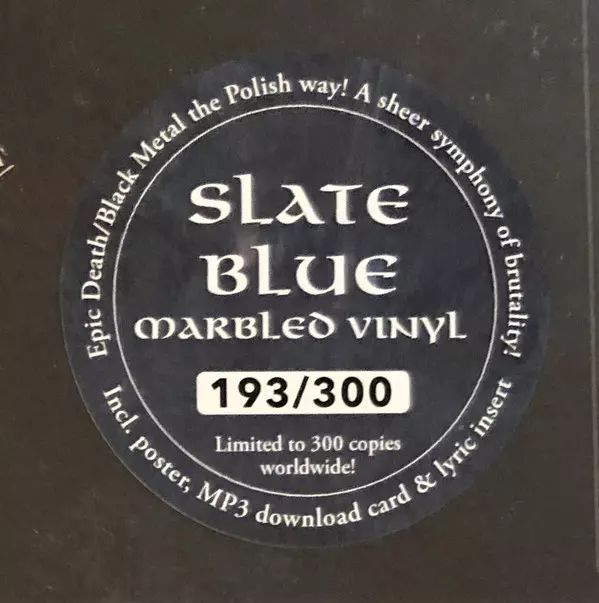 Epic Death/Black Metal the Polish way! A sheer symphony of brutality!
SLATE
BLUE
MARBLED VINYL
193/300
Limited to 300 copies
worldwide!
Incl. poster, MP3 download card & lyric insert